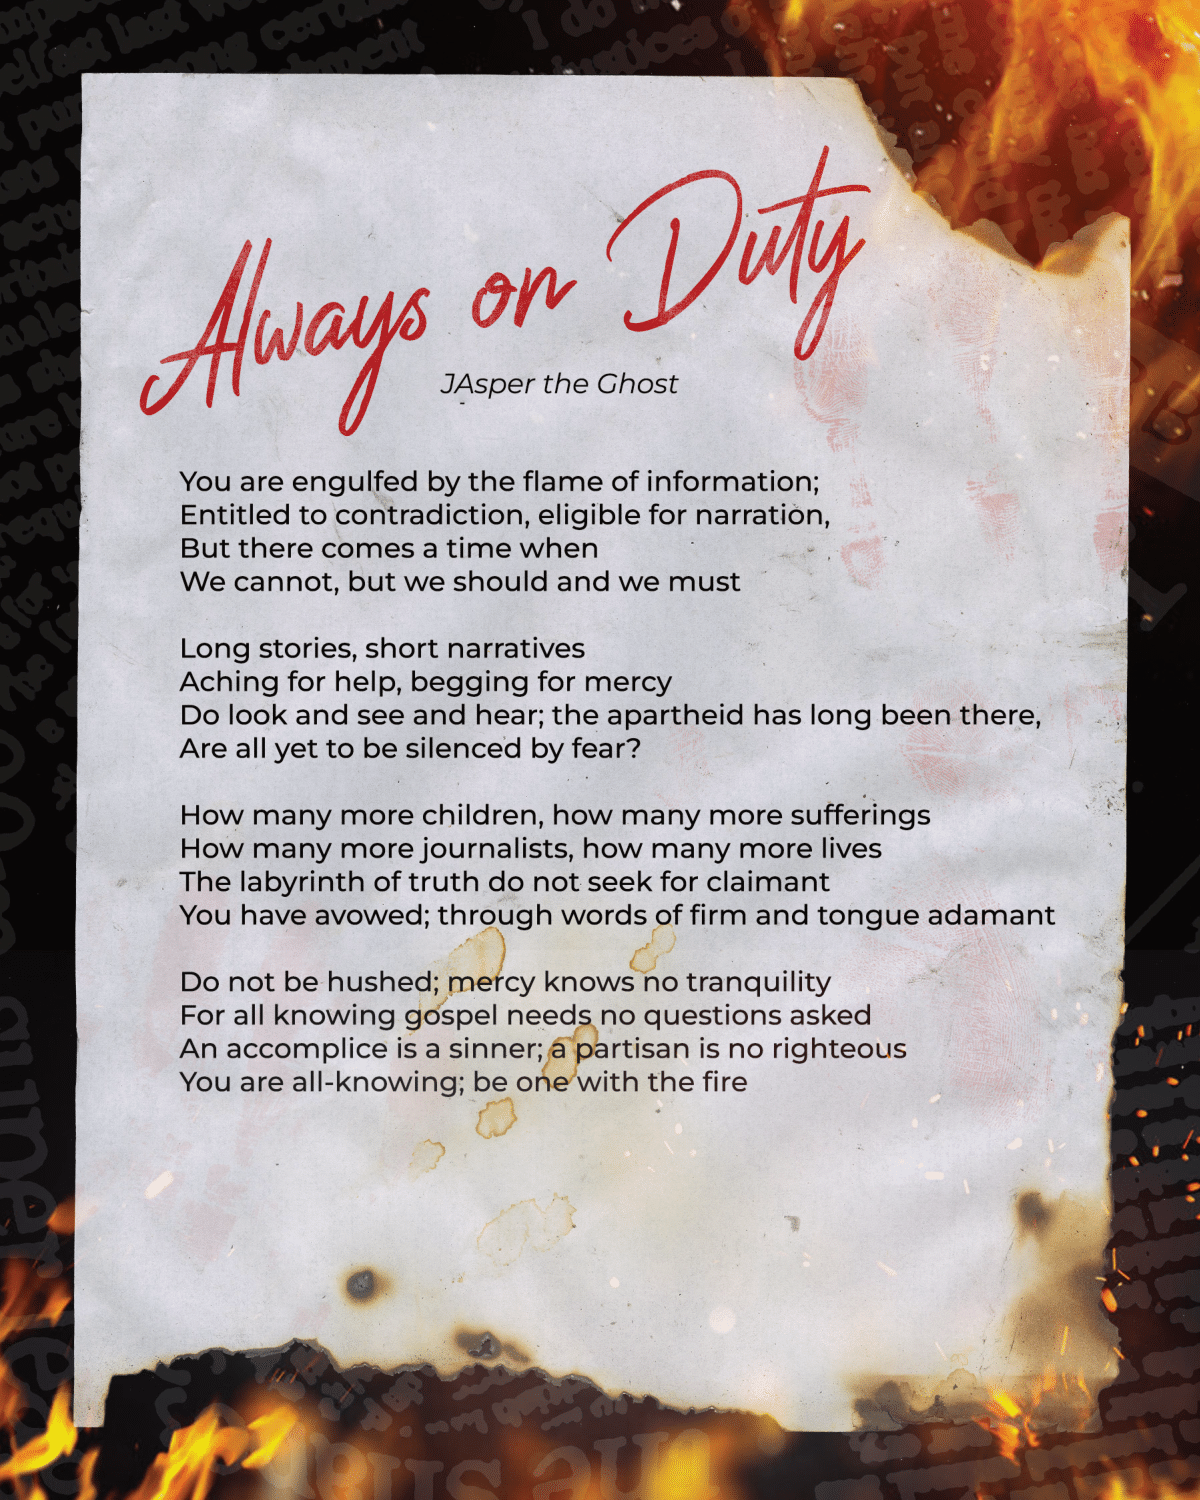 Always on Duty
JAsper the Ghost
You are engulfed by the flame of information;
Entitled to contradiction, eligible for narration,
But there comes a time when
We cannot, but we should and we must
Long stories, short narratives
Aching for help, begging for mercy
Do look and see and hear; the apartheid has long been there,
Are all yet to be silenced by fear?
How many more children, how many more sufferings
How many more journalists, how many more lives
The labyrinth of truth do not seek for claimant
You have avowed; through words of firm and tongue adamant
Do not be hushed; mercy knows no tranquility
For all knowing gospel needs no questions asked
An accomplice is a sinner; a partisan is no righteous
You are all-knowing; be one with the fire